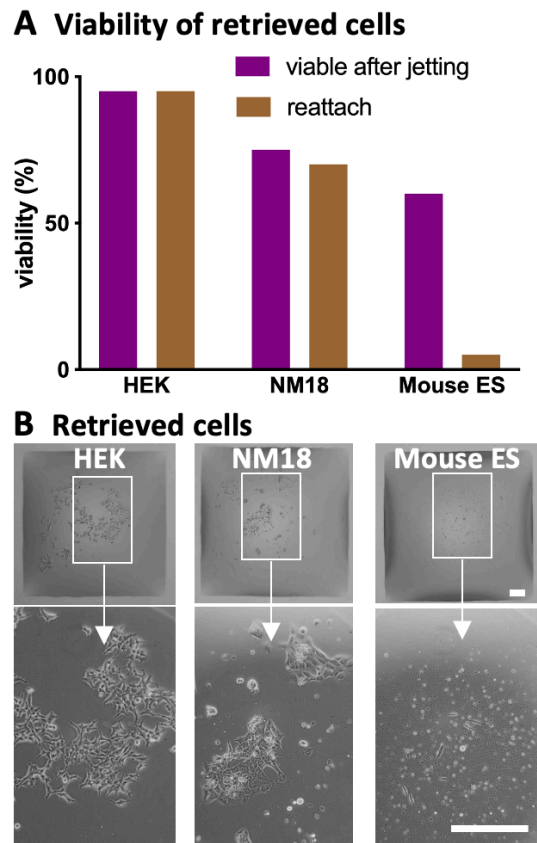 A Viability of retrieved cells
viable after jetting
reattach
viability (%)
100
50
0
HEK
NM18
Mouse ES
B Retrieved cells
HEK
NM18
Mouse ES